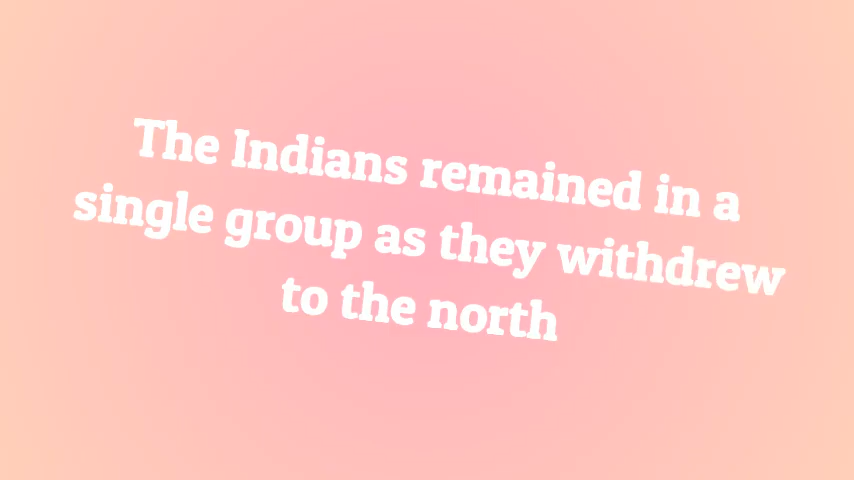 The Indians remained in a
single group as they withdrew
to the north